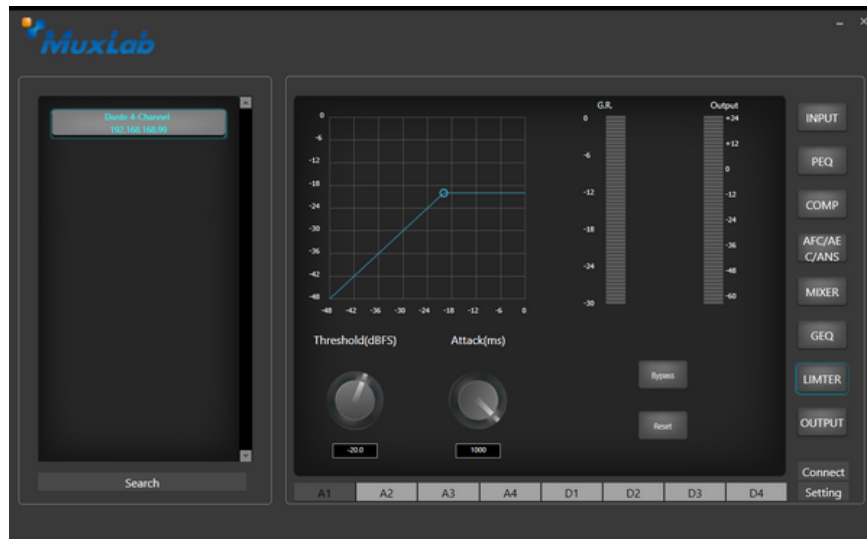 MuxLab
Dante 4-Channel
192.168.168.99
Search
0
-6
-12
-18
-24
-30
-36
-42
-48
-48 -42 -36 -30 -24 -18 -12 -6 0
G.R.
0
-6
-12
-18
-24
-30
Output
+24
+12
0
-12
-24
-36
-48
-60
Threshold(dBFS) Attack(ms)
-20.0 1000
Bypass
Reset
A1 A2 A3 A4 D1 D2 D3 D4
INPUT
PEQ
COMP
AFC/AE
C/ANS
MIXER
GEQ
LIMTER
OUTPUT
Connect
Setting